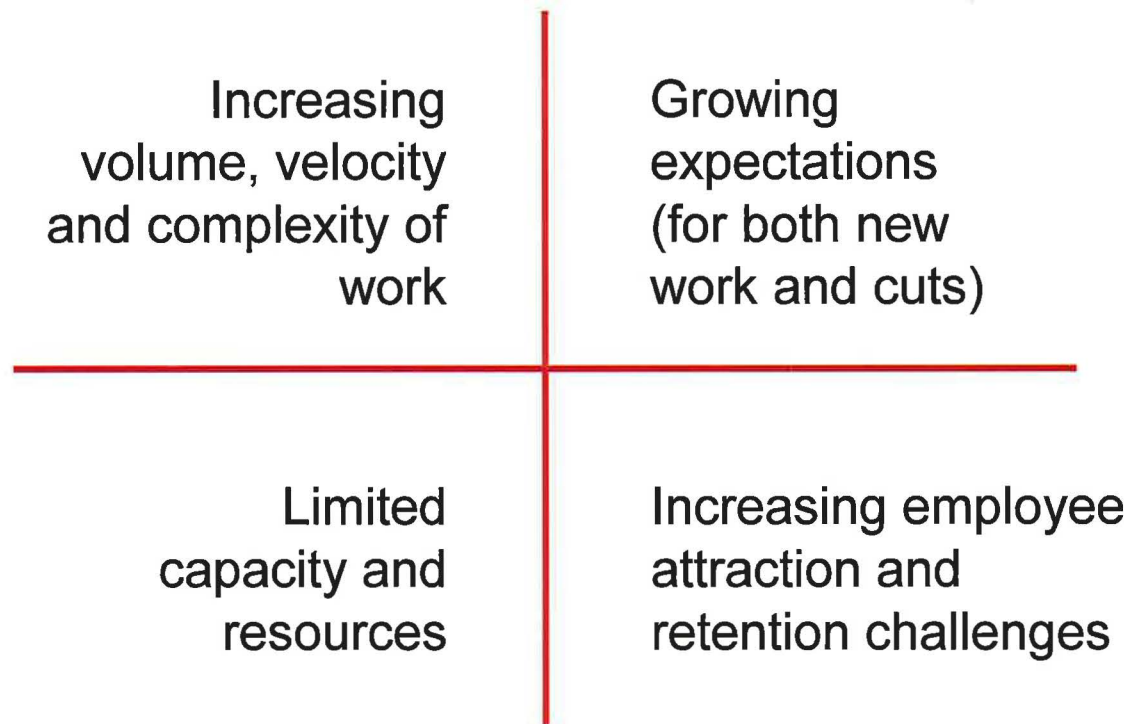 Increasing
volume, velocity
and complexity of
work
Growing
expectations
(for both new
work and cuts)
Limited
capacity and
resources
Increasing employee
attraction and
retention challenges